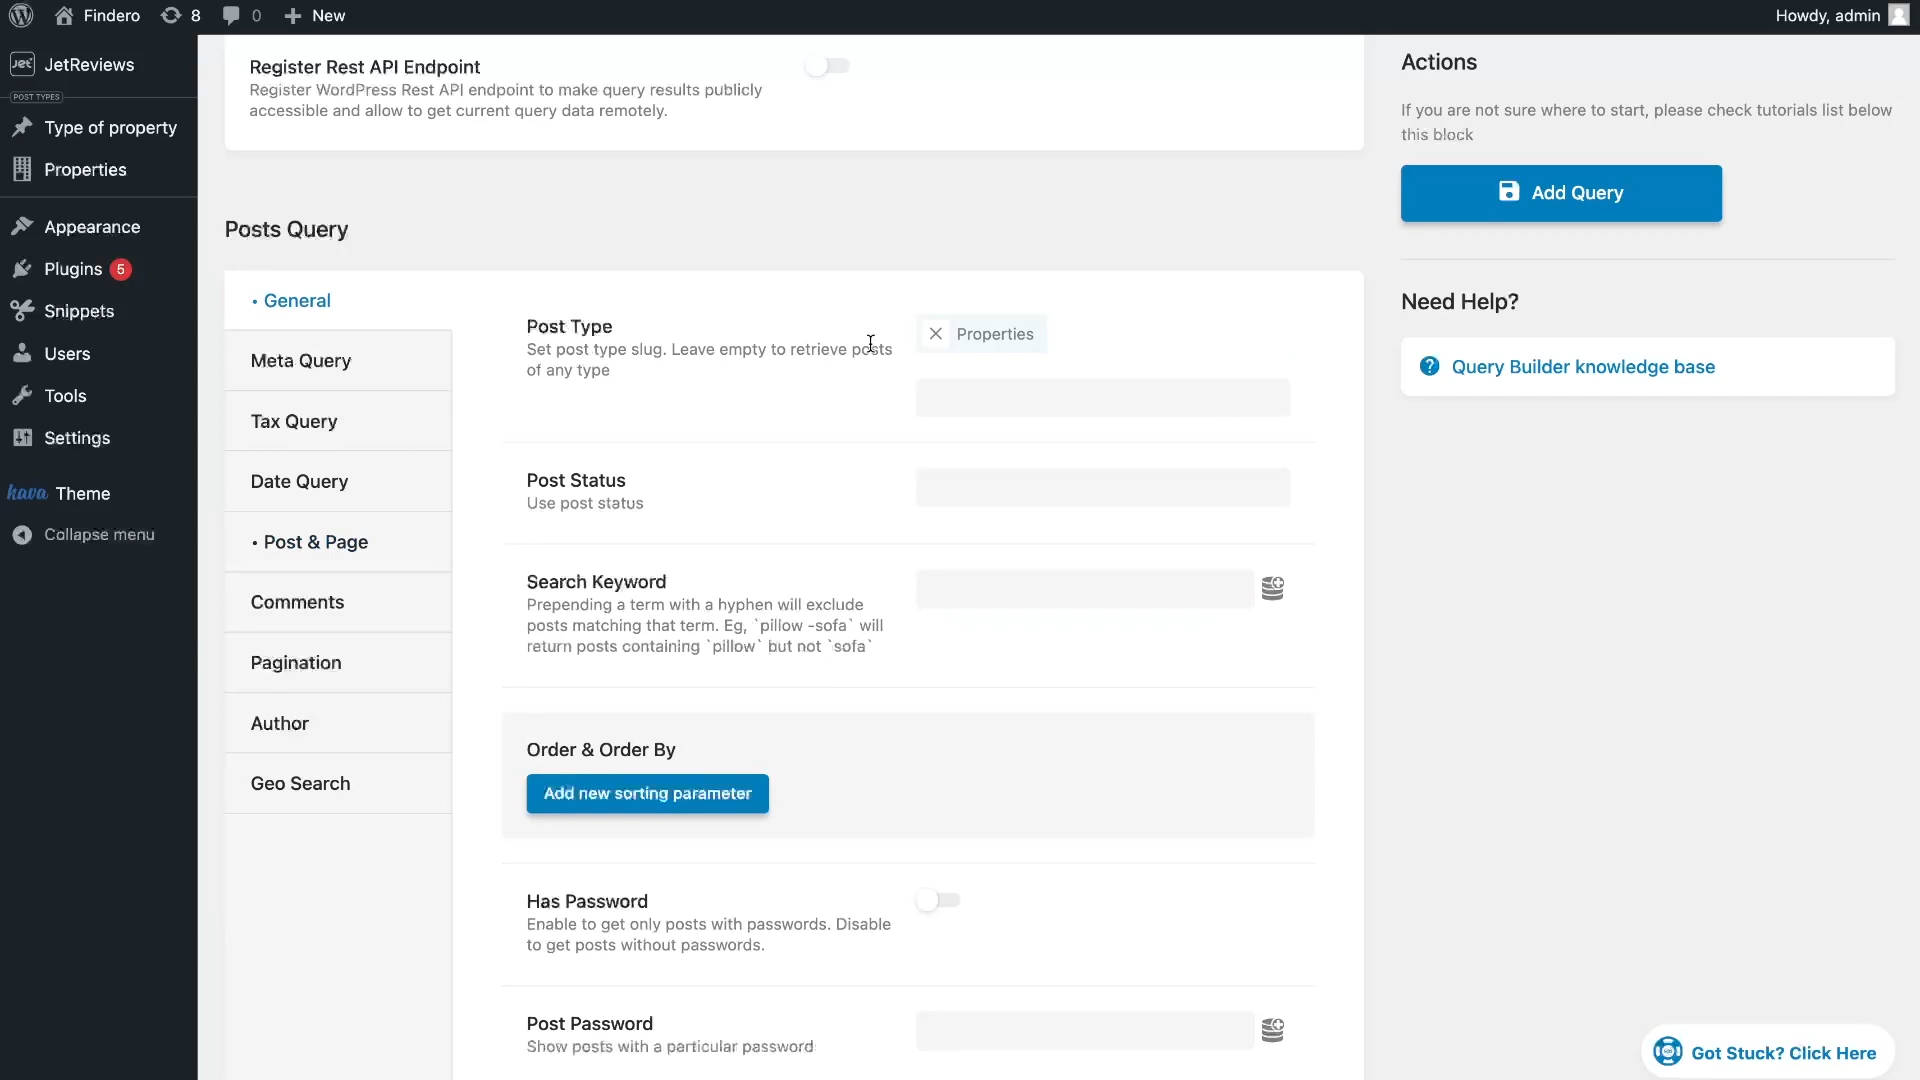 Findero
8
0
New
Howdy, admin
JetReviews
POST TYPES
Type of property
Properties
Appearance
Plugins 5
Snippets
Users
Tools
Settings
kava Theme
Collapse menu
Register Rest API Endpoint
Register WordPress Rest API endpoint to make query results publicly
accessible and allow to get current query data remotely.
Posts Query
• General
Meta Query
Tax Query
Date Query
• Post & Page
Comments
Pagination
Author
Geo Search
Post Type
Set post type slug. Leave empty to retrieve posts
of any type
Properties
Post Status
Use post status
Search Keyword
Prepending a term with a hyphen will exclude
posts matching that term. Eg, `pillow -sofa` will
return posts containing `pillow` but not `sofa`
Order & Order By
Add new sorting parameter
Has Password
Enable to get only posts with passwords. Disable
to get posts without passwords.
Post Password
Show posts with a particular password
Actions
If you are not sure where to start, please check tutorials list below
this block
Add Query
Need Help?
Query Builder knowledge base
Got Stuck? Click Here